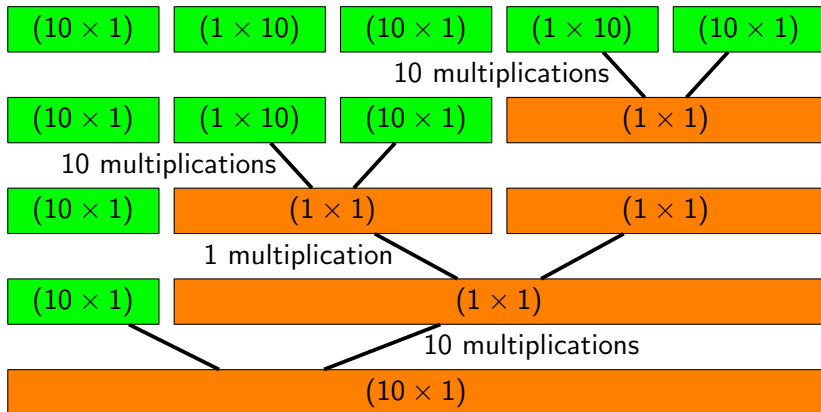 (10 × 1) (1 × 10) (10 × 1) (1 × 10) (10 × 1)
10 multiplications
(10 × 1) (1 × 10) (10 × 1) (1 × 1)
10 multiplications
(10 × 1) (1 × 1) (1 × 1)
1 multiplication
(10 × 1) (1 × 1)
10 multiplications
(10 × 1)